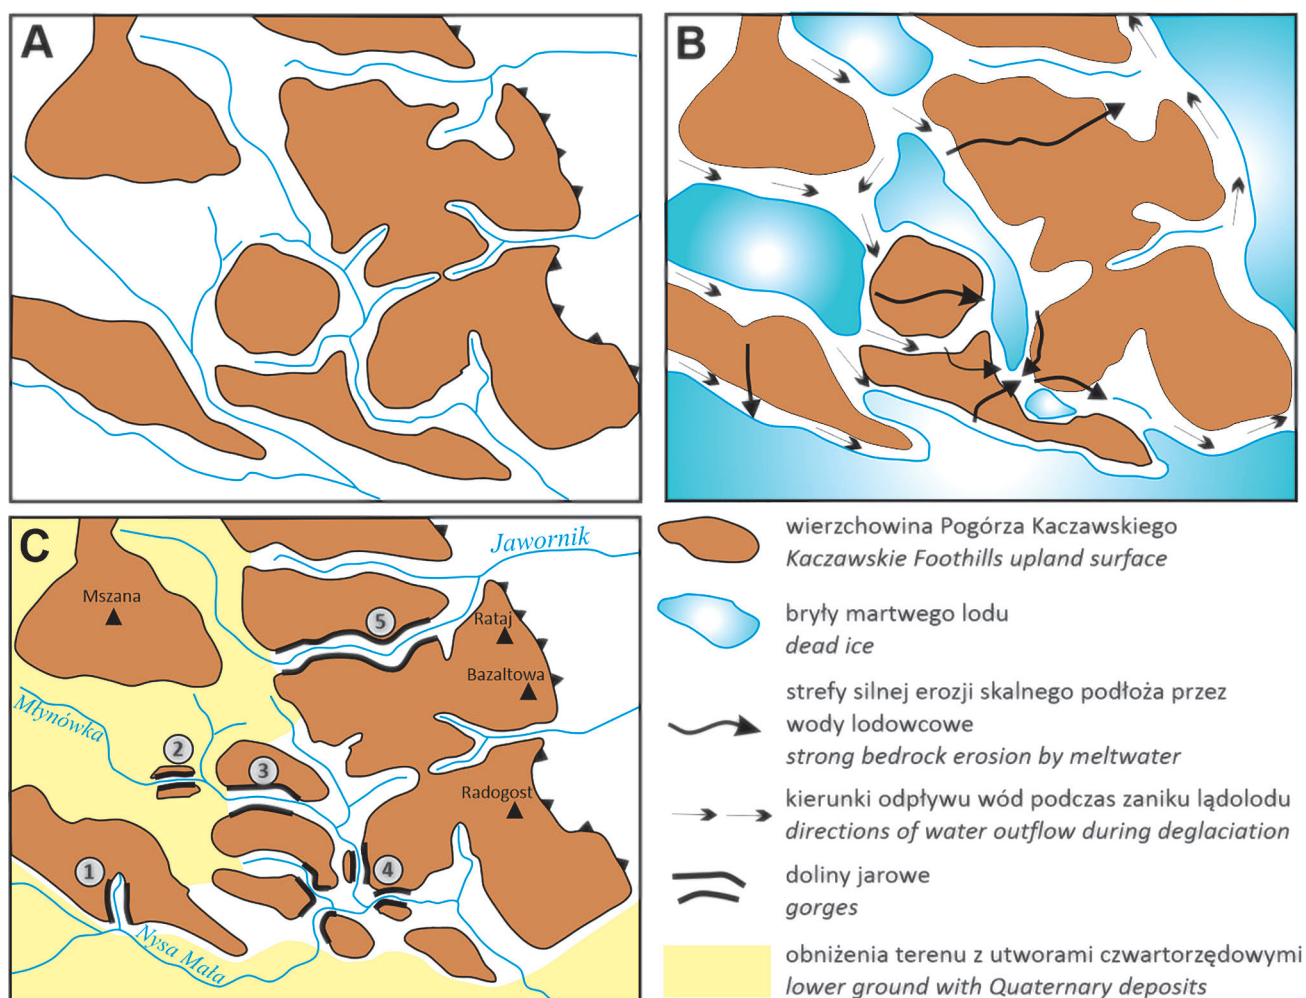 A
B
C
Jawornik
Mszana
5
Rataj
Bazaltowa
Młynówka
2
3
Radogost
1
4
Nysa Mała
wierzchowina Pogórza Kaczawskiego
Kaczawskie Foothills upland surface
bryły martwego lodu
dead ice
strefy silnej erozji skalnego podłoża przez
wody lodowcowe
strong bedrock erosion by meltwater
kierunki odpływu wód podczas zaniku lądolodu
directions of water outflow during deglaciation
doliny jarowe
gorges
obniżenia terenu z utworami czwartorzędowymi
lower ground with Quaternary deposits